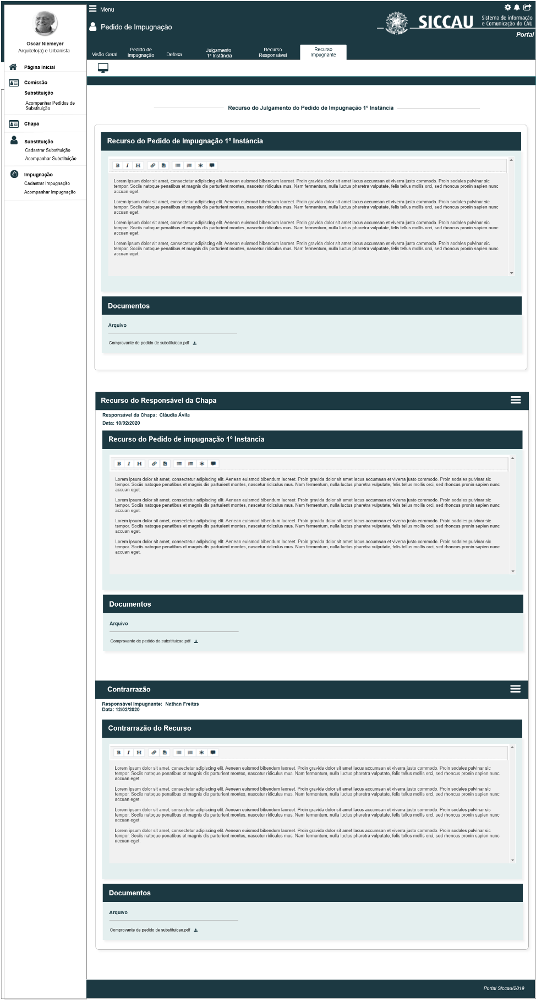 Menu
Pedido de Impugnação
SICCAU
Sistema de informação
e Comunicação do CAU
Portal
Oscar Niemeyer
Arquiteto(a) e Urbanista
Página Inicial
Comissão
Substituição
Acompanhar Pedidos de
Substituição
Chapa
Substituição
Cadastrar Substituição
Acompanhar Substituição
Impugnação
Cadastrar Impugnação
Acompanhar Impugnação
Visão Geral
Pedido de
Impugnação
Defesa
Julgamento
1º Instância
Recurso
Responsável
Recurso
Impugnante
Recurso do Julgamento do Pedido de Impugnação 1º Instância
Recurso do Pedido de Impugnação 1º Instância
B I H
Lorem ipsum dolor sit amet, consectetur adipiscing elit. Aenean euismod bibendum laoreet. Proin gravida dolor sit amet lacus accumsan et viverra justo commodo. Proin sodales pulvinar sic
tempor. Sociis natoque penatibus et magnis dis parturient montes, nascetur ridiculus mus. Nam fermentum, nulla luctus pharetra vulputate, felis tellus mollis orci, sed rhoncus pronin sapien nunc
accuan eget.
Lorem ipsum dolor sit amet, consectetur adipiscing elit. Aenean euismod bibendum laoreet. Proin gravida dolor sit amet lacus accumsan et viverra justo commodo. Proin sodales pulvinar sic
tempor. Sociis natoque penatibus et magnis dis parturient montes, nascetur ridiculus mus. Nam fermentum, nulla luctus pharetra vulputate, felis tellus mollis orci, sed rhoncus pronin sapien nunc
accuan eget.
Lorem ipsum dolor sit amet, consectetur adipiscing elit. Aenean euismod bibendum laoreet. Proin gravida dolor sit amet lacus accumsan et viverra justo commodo. Proin sodales pulvinar sic
tempor. Sociis natoque penatibus et magnis dis parturient montes, nascetur ridiculus mus. Nam fermentum, nulla luctus pharetra vulputate, felis tellus mollis orci, sed rhoncus pronin sapien nunc
accuan eget.
Lorem ipsum dolor sit amet, consectetur adipiscing elit. Aenean euismod bibendum laoreet. Proin gravida dolor sit amet lacus accumsan et viverra justo commodo. Proin sodales pulvinar sic
tempor. Sociis natoque penatibus et magnis dis parturient montes, nascetur ridiculus mus. Nam fermentum, nulla luctus pharetra vulputate, felis tellus mollis orci, sed rhoncus pronin sapien nunc
accuan eget.
Documentos
Arquivo
Comprovante de pedido de substituicao.pdf
Recurso do Responsável da Chapa
Responsável da Chapa: Cláudia Ávila
Data: 10/02/2020
Recurso do Pedido de impugnação 1º Instância
B I H
Lorem ipsum dolor sit amet, consectetur adipiscing elit. Aenean euismod bibendum laoreet. Proin gravida dolor sit amet lacus accumsan et viverra justo commodo. Proin sodales pulvinar sic
tempor. Sociis natoque penatibus et magnis dis parturient montes, nascetur ridiculus mus. Nam fermentum, nulla luctus pharetra vulputate, felis tellus mollis orci, sed rhoncus pronin sapien nunc
accuan eget.
Lorem ipsum dolor sit amet, consectetur adipiscing elit. Aenean euismod bibendum laoreet. Proin gravida dolor sit amet lacus accumsan et viverra justo commodo. Proin sodales pulvinar sic
tempor. Sociis natoque penatibus et magnis dis parturient montes, nascetur ridiculus mus. Nam fermentum, nulla luctus pharetra vulputate, felis tellus mollis orci, sed rhoncus pronin sapien nunc
accuan eget.
Lorem ipsum dolor sit amet, consectetur adipiscing elit. Aenean euismod bibendum laoreet. Proin gravida dolor sit amet lacus accumsan et viverra justo commodo. Proin sodales pulvinar sic
tempor. Sociis natoque penatibus et magnis dis parturient montes, nascetur ridiculus mus. Nam fermentum, nulla luctus pharetra vulputate, felis tellus mollis orci, sed rhoncus pronin sapien nunc
accuan eget.
Lorem ipsum dolor sit amet, consectetur adipiscing elit. Aenean euismod bibendum laoreet. Proin gravida dolor sit amet lacus accumsan et viverra justo commodo. Proin sodales pulvinar sic
tempor. Sociis natoque penatibus et magnis dis parturient montes, nascetur ridiculus mus. Nam fermentum, nulla luctus pharetra vulputate, felis tellus mollis orci, sed rhoncus pronin sapien nunc
accuan eget.
Documentos
Arquivo
Comprovante de pedido de substituicao.pdf
Contrarrazão
Responsável Impugnante: Nathan Freitas
Data: 12/02/2020
Contrarrazão do Recurso
B I H
Lorem ipsum dolor sit amet, consectetur adipiscing elit. Aenean euismod bibendum laoreet. Proin gravida dolor sit amet lacus accumsan et viverra justo commodo. Proin sodales pulvinar sic
tempor. Sociis natoque penatibus et magnis dis parturient montes, nascetur ridiculus mus. Nam fermentum, nulla luctus pharetra vulputate, felis tellus mollis orci, sed rhoncus pronin sapien nunc
accuan eget.
Lorem ipsum dolor sit amet, consectetur adipiscing elit. Aenean euismod bibendum laoreet. Proin gravida dolor sit amet lacus accumsan et viverra justo commodo. Proin sodales pulvinar sic
tempor. Sociis natoque penatibus et magnis dis parturient montes, nascetur ridiculus mus. Nam fermentum, nulla luctus pharetra vulputate, felis tellus mollis orci, sed rhoncus pronin sapien nunc
accuan eget.
Lorem ipsum dolor sit amet, consectetur adipiscing elit. Aenean euismod bibendum laoreet. Proin gravida dolor sit amet lacus accumsan et viverra justo commodo. Proin sodales pulvinar sic
tempor. Sociis natoque penatibus et magnis dis parturient montes, nascetur ridiculus mus. Nam fermentum, nulla luctus pharetra vulputate, felis tellus mollis orci, sed rhoncus pronin sapien nunc
accuan eget.
Lorem ipsum dolor sit amet, consectetur adipiscing elit. Aenean euismod bibendum laoreet. Proin gravida dolor sit amet lacus accumsan et viverra justo commodo. Proin sodales pulvinar sic
tempor. Sociis natoque penatibus et magnis dis parturient montes, nascetur ridiculus mus. Nam fermentum, nulla luctus pharetra vulputate, felis tellus mollis orci, sed rhoncus pronin sapien nunc
accuan eget.
Documentos
Arquivo
Comprovante de pedido de substituicao.pdf
Portal Siccau/2019